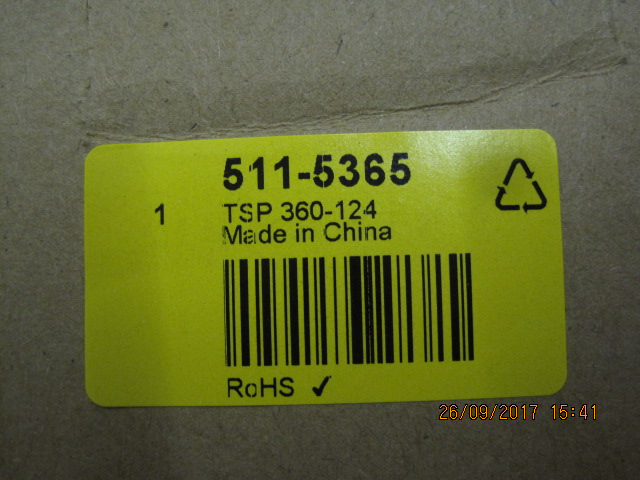 511-5365
1
TSP 360-124
Made in China
RoHS ✓
26/09/2017 15:41